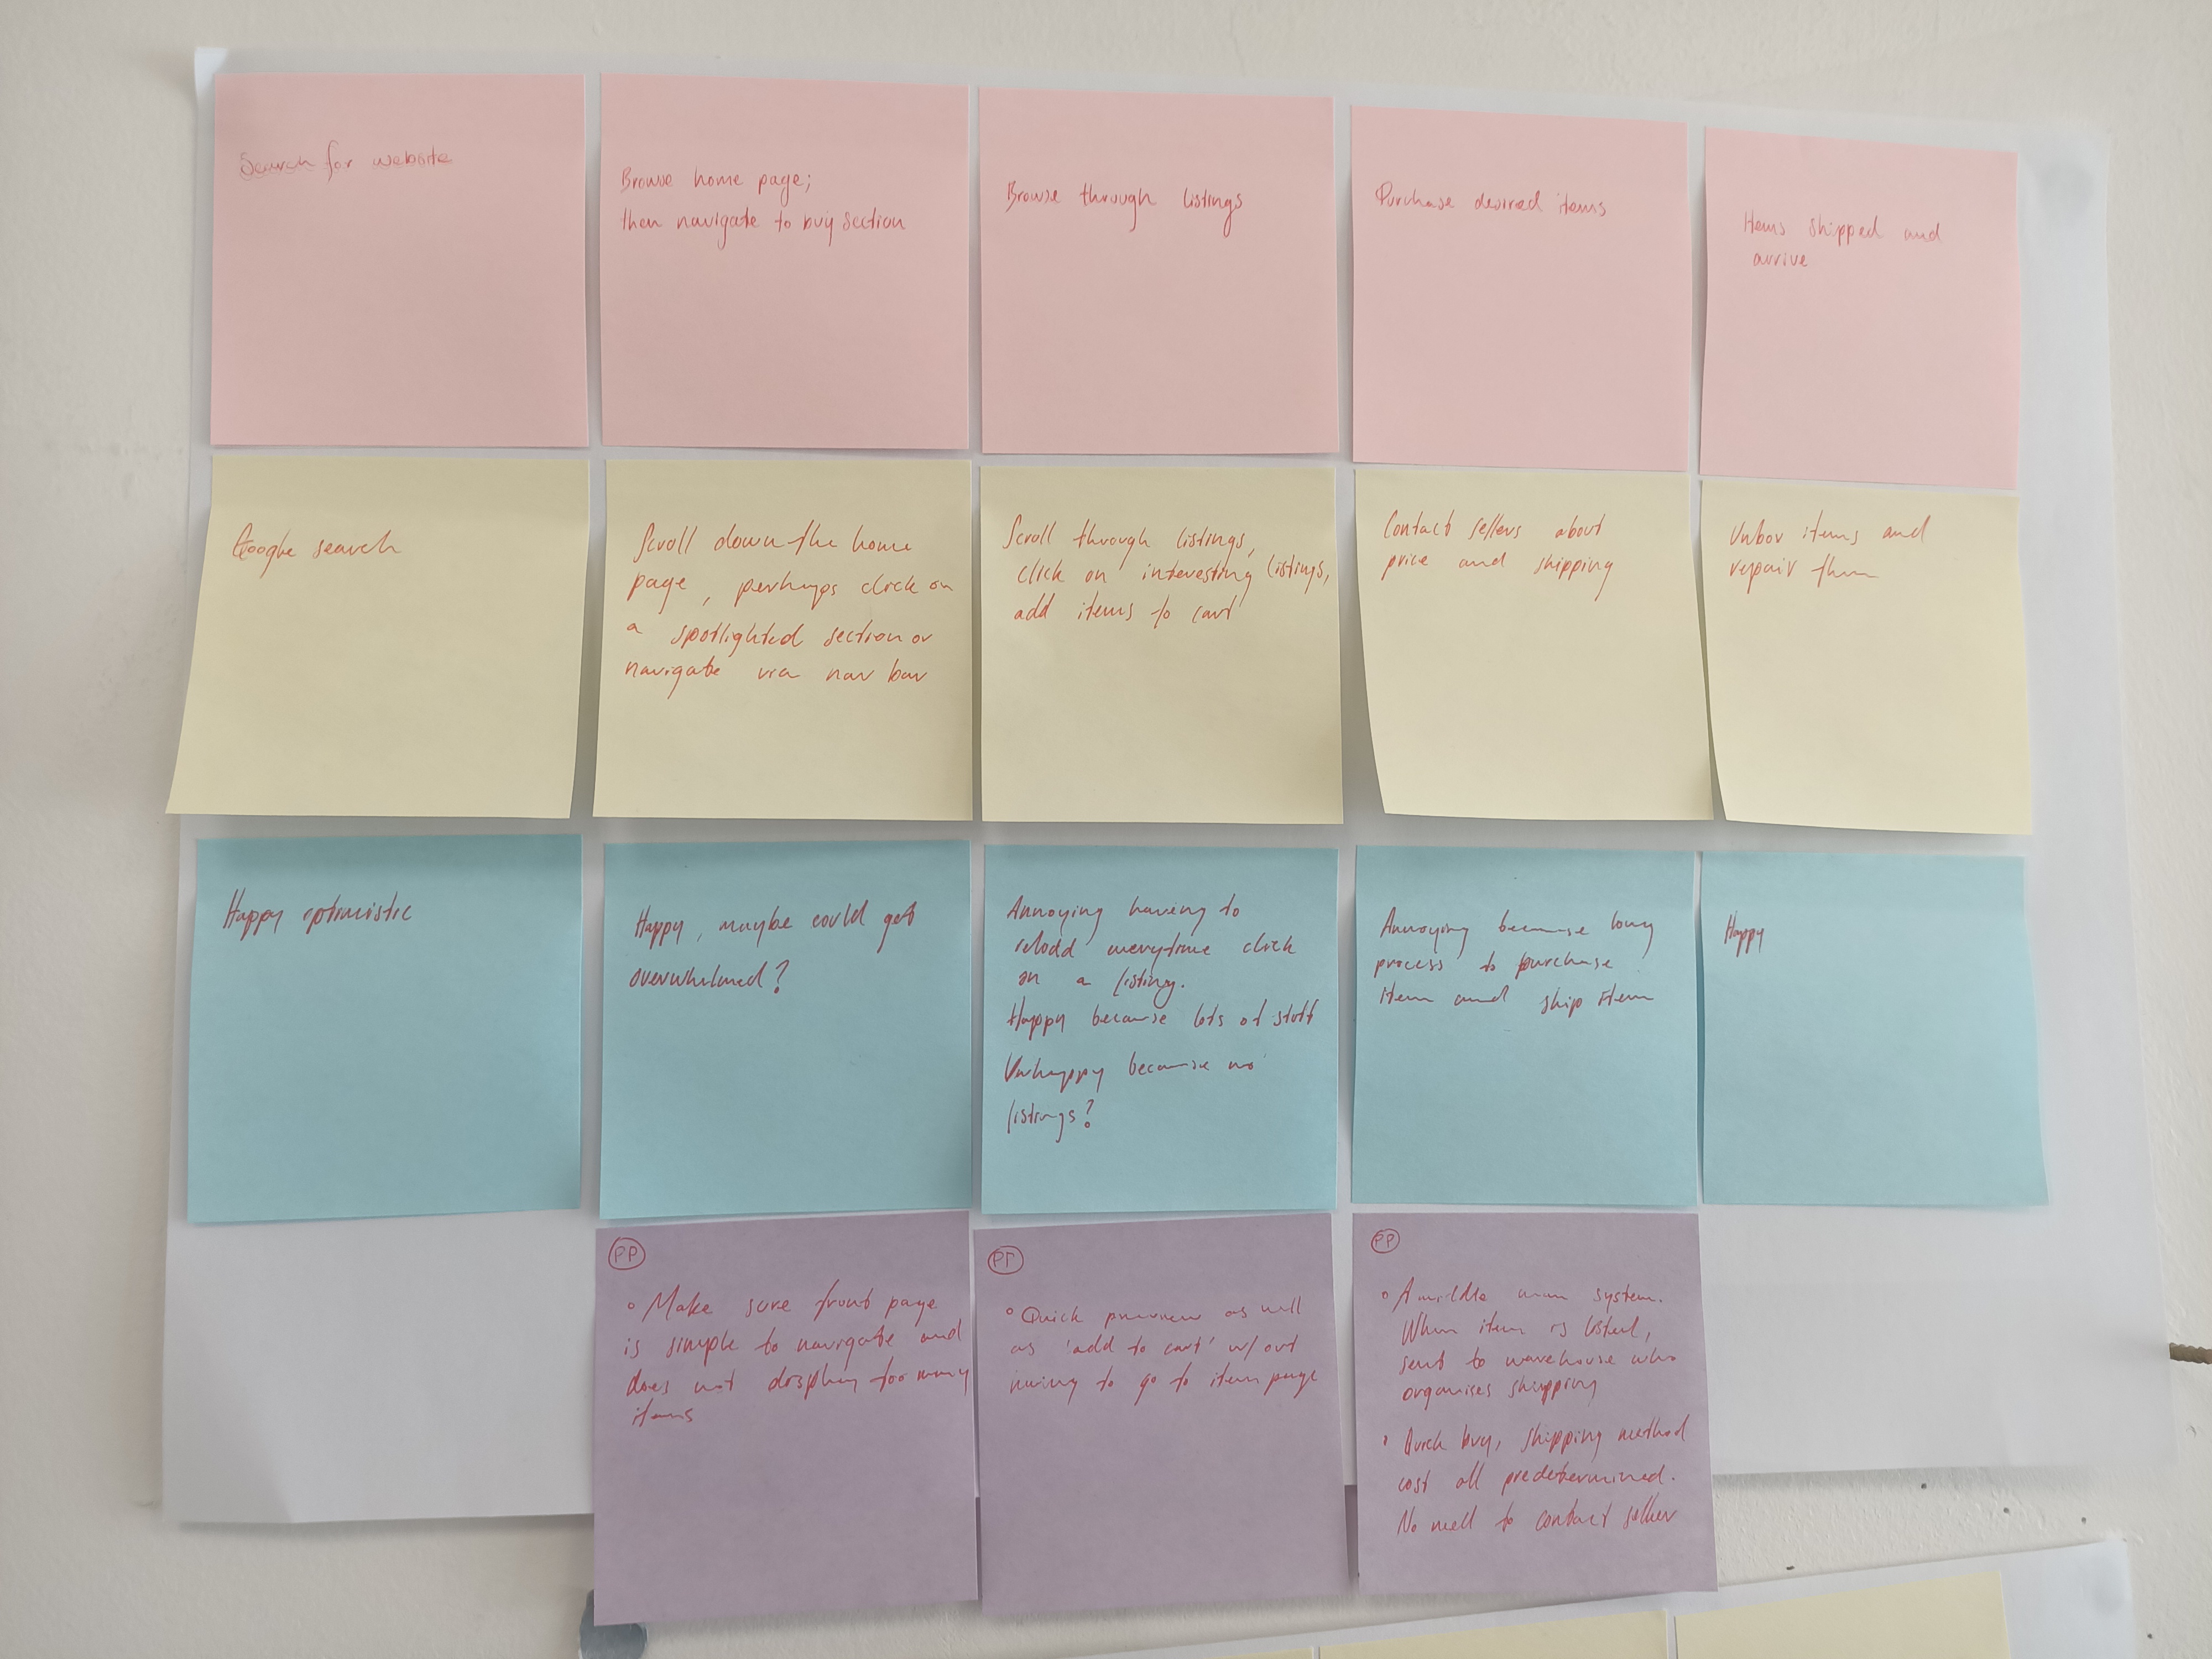 Search for website
Browse home page;
then navigate to buy section
Browse through listings
Purchase desired items
Items shipped and
arrive
Google search
Scroll down the home
page, perhaps click on
a spotlighted section or
navigate via nav bar
Scroll through listings,
click on interesting listings,
add items to cart
Contact sellers about
price and shipping
Unbox items and
repair them
Happy optimistic
Happy, maybe could get
overwhelmed?
Annoying having to
reload everytime click
on a listing.
Happy because lots of stuff
Unhappy because no
listings?
Annoying because long
process to purchase
item and ship item
Happy
PP
• Make sure front page
is simple to navigate and
does not display too many
items
PP
• Quick preview as well
as 'add to cart' w/out
having to go to item page
PP
• A middle man system.
When item is listed,
sent to warehouse who
organises shipping
• Quick buy, shipping method
cost all predetermined.
No need to contact seller